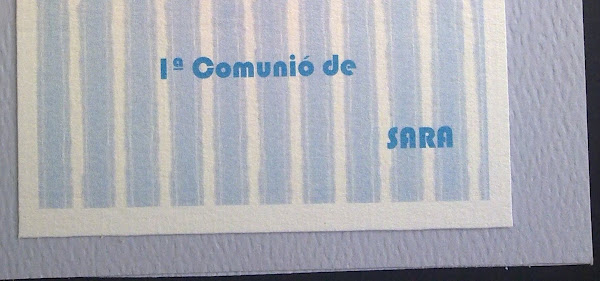 1ª Comunió de
SARA